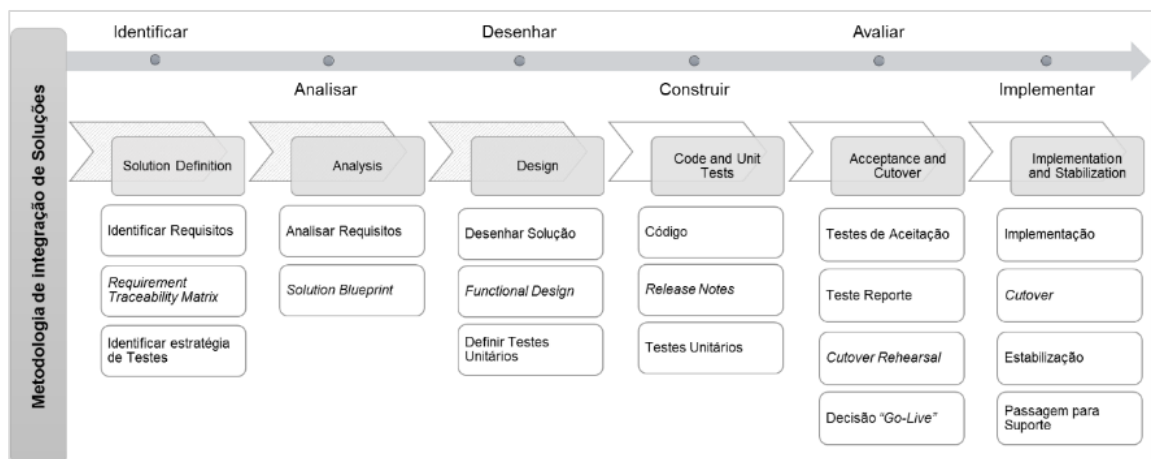 Metodologia de integração de Soluções
Identificar
Desenhar
Avaliar
Analisar
Construir
Implementar
Solution Definition
Analysis
Design
Code and Unit
Tests
Acceptance and
Cutover
Implementation
and Stabilization
Identificar Requisitos
Requirement
Traceability Matrix
Identificar estratégia
de Testes
Analisar Requisitos
Solution Blueprint
Desenhar Solução
Functional Design
Definir Testes
Unitários
Código
Release Notes
Testes Unitários
Testes de Aceitação
Teste Reporte
Cutover Rehearsal
Decisão “Go-Live”
Implementação
Cutover
Estabilização
Passagem para
Suporte